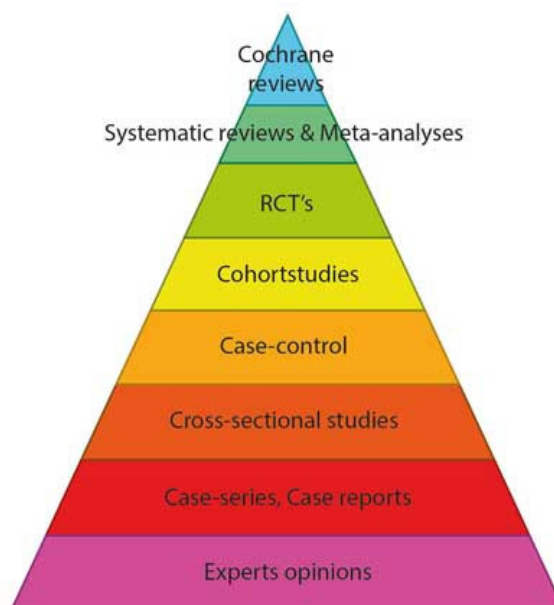 Cochrane
reviews
Systematic reviews & Meta-analyses
RCT's
Cohortstudies
Case-control
Cross-sectional studies
Case-series, Case reports
Experts opinions